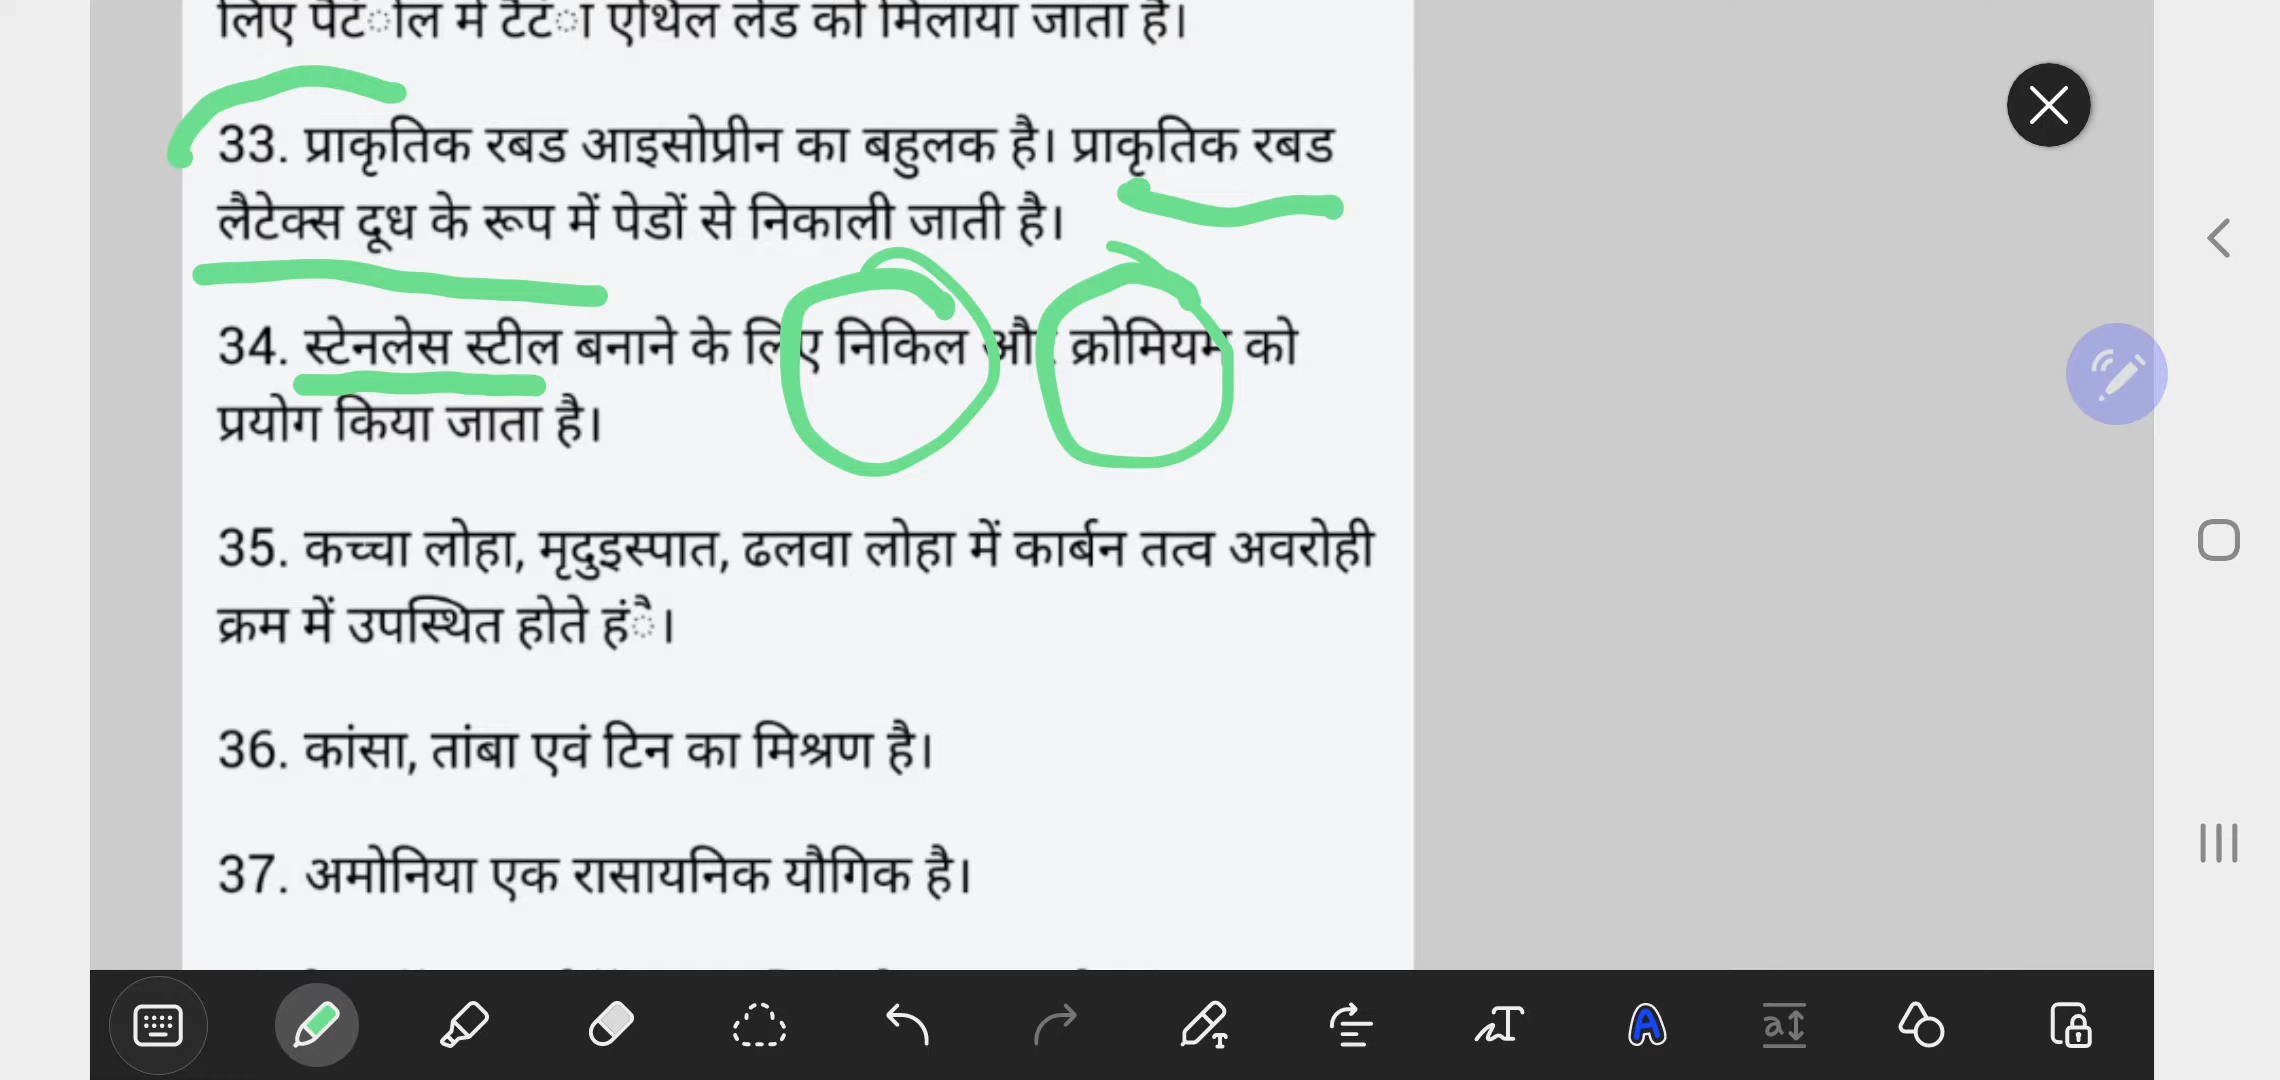 लिए पैटंोल में टैटंा एथिल लेड को मिलाया जाता है।
33. प्राकृतिक रबड आइसोप्रीन का बहुलक है। प्राकृतिक रबड
लैटेक्स दूध के रूप में पेडों से निकाली जाती है।
34. स्टेनलेस स्टील बनाने के लिए निकिल और क्रोमियम को
प्रयोग किया जाता है।
35. कच्चा लोहा, मृदुइस्पात, ढलवा लोहा में कार्बन तत्व अवरोही
क्रम में उपस्थित होते हंै।
36. कांसा, तांबा एवं टिन का मिश्रण है।
37. अमोनिया एक रासायनिक यौगिक है।